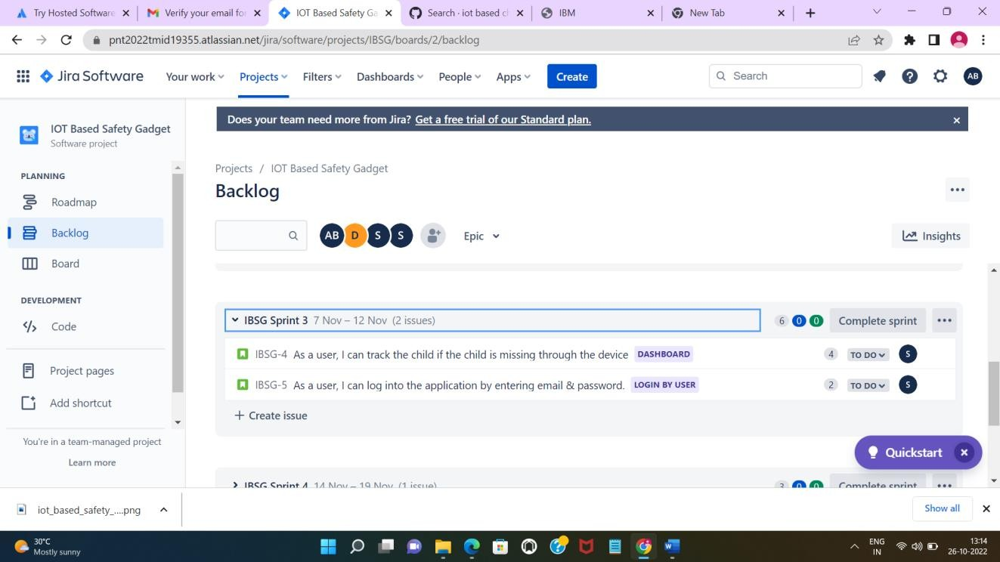 Try Hosted Software
Verify your email for
IOT Based Safety Ga
Search · iot based ch
IBM
New Tab
pnt2022tmid19355.atlassian.net/jira/software/projects/IBSG/boards/2/backlog
Jira Software
Your work
Projects
Filters
Dashboards
People
Apps
Create
Search
AB
Does your team need more from Jira? Get a free trial of our Standard plan.
IOT Based Safety Gadget
Software project
PLANNING
Roadmap
Backlog
Board
DEVELOPMENT
Code
Project pages
Add shortcut
You're in a team-managed project
Learn more
Projects / IOT Based Safety Gadget
Backlog
AB D S S
Epic
Insights
IBSG Sprint 3 7 Nov – 12 Nov (2 issues) 6 0 0 Complete sprint
IBSG-4 As a user, I can track the child if the child is missing through the device DASHBOARD 4 TO DO S
IBSG-5 As a user, I can log into the application by entering email & password. LOGIN BY USER 2 TO DO S
+ Create issue
Quickstart
IBSG Sprint 4 14 Nov – 19 Nov (1 issue) 3 0 0 Complete sprint
iot_based_safety_....png
Show all
30°C
Mostly sunny
ENG
IN
13:14
26-10-2022